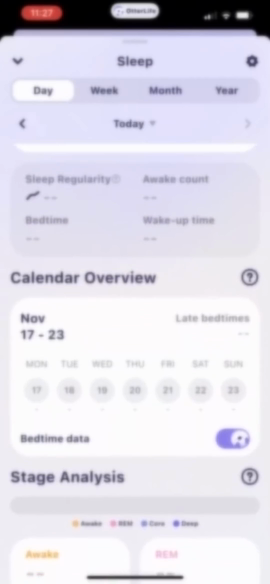 11:27
OtterLife
Sleep
Day Week Month Year
Today
Sleep Regularity Awake count
-- --
Bedtime Wake-up time
-- --
Calendar Overview ?
Nov
17 - 23
Late bedtimes
--
MON TUE WED THU FRI SAT SUN
17 18 19 20 21 22 23
Bedtime data
Stage Analysis ?
Awake REM Core Deep
Awake REM
-- --